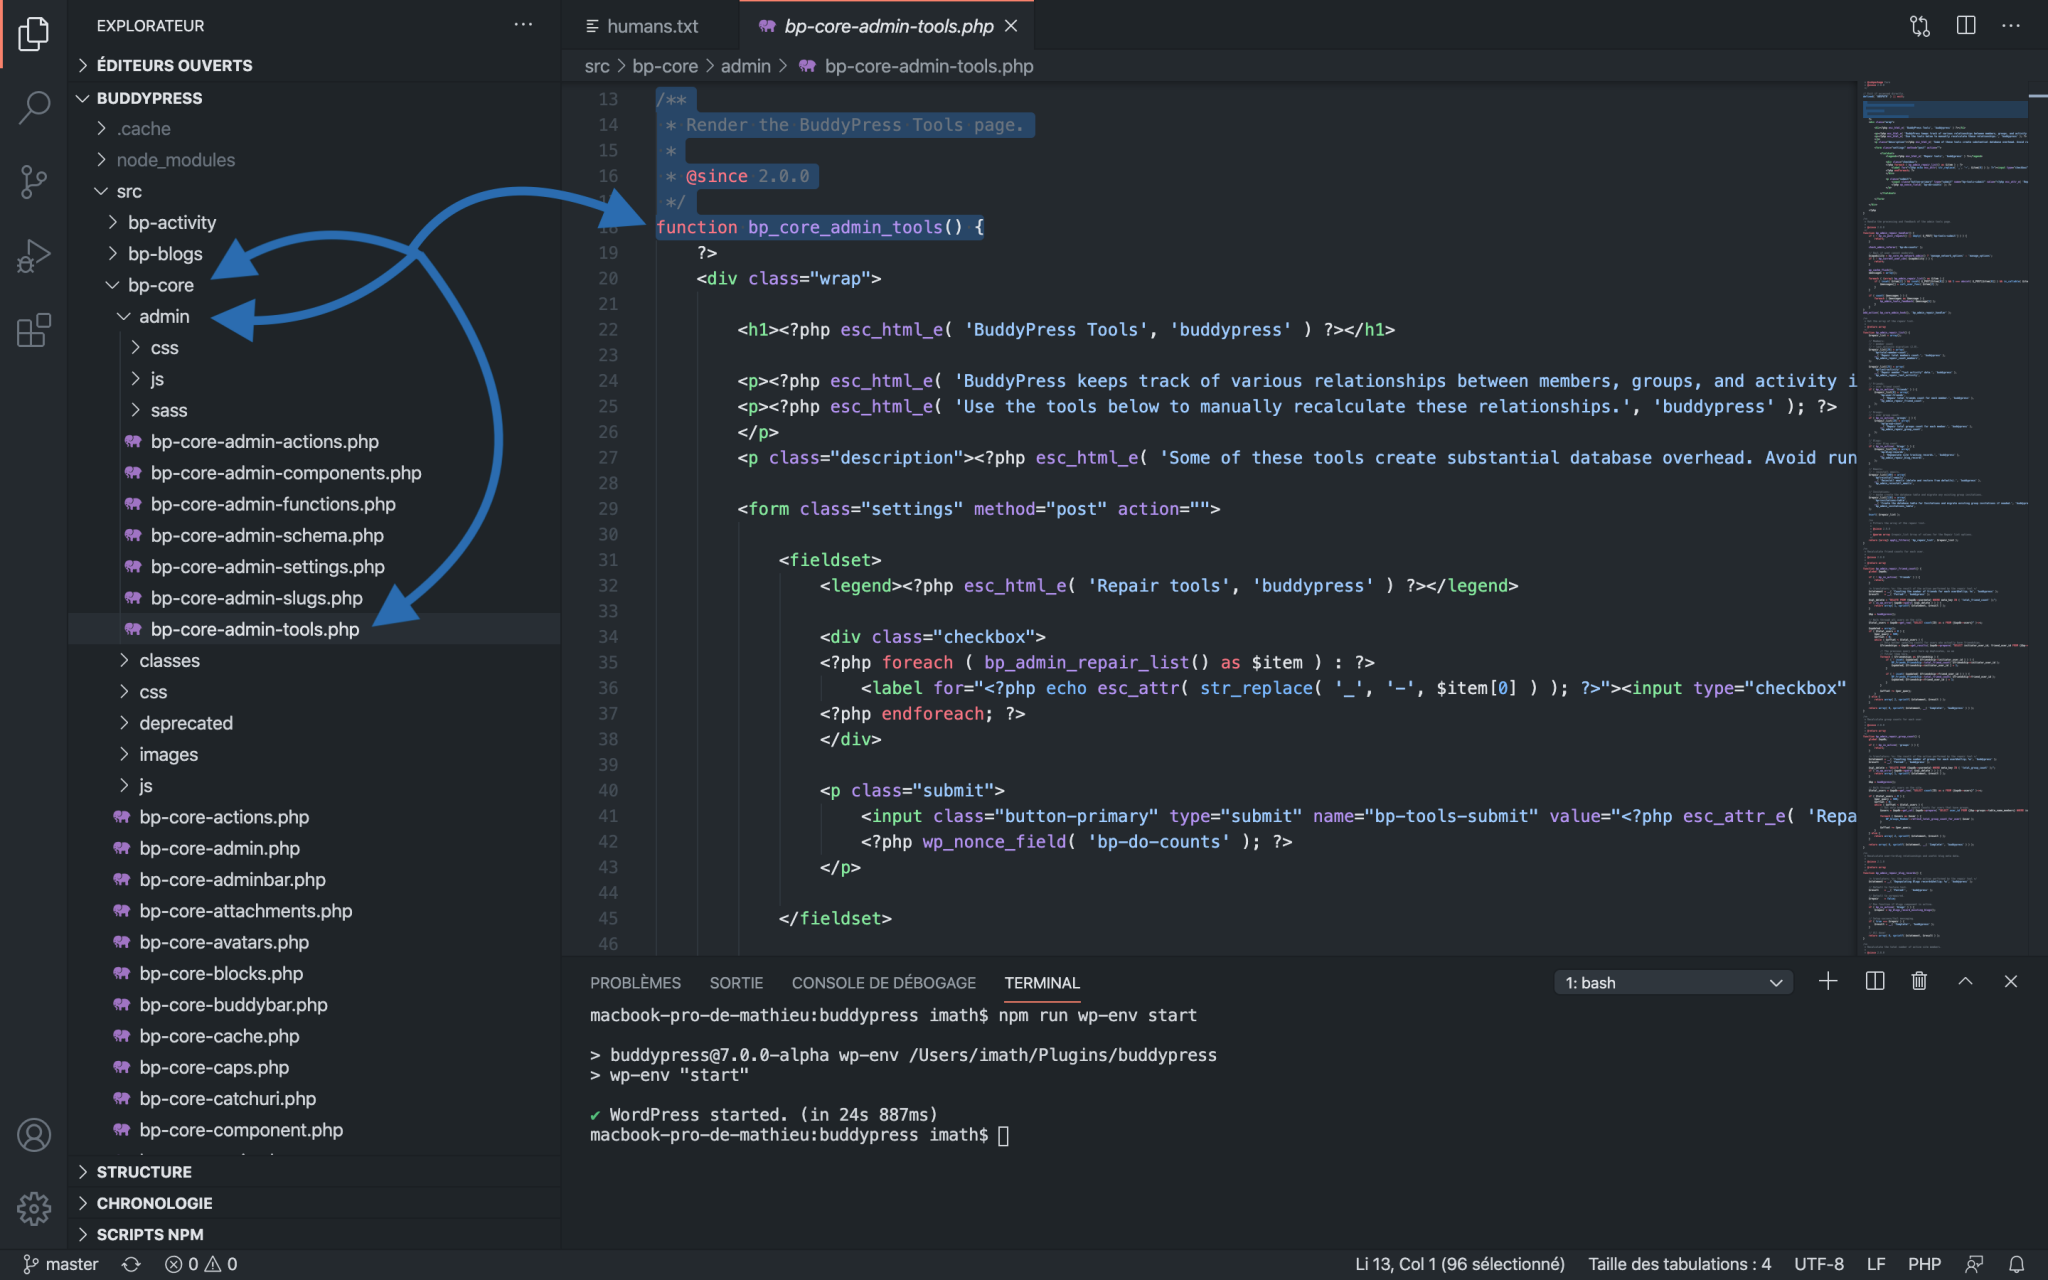 EXPLORATEUR
ÉDITEURS OUVERTS
BUDDYPRESS
.cache
node_modules
src
bp-activity
bp-blogs
bp-core
admin
css
js
sass
bp-core-admin-actions.php
bp-core-admin-components.php
bp-core-admin-functions.php
bp-core-admin-schema.php
bp-core-admin-settings.php
bp-core-admin-slugs.php
bp-core-admin-tools.php
classes
css
deprecated
images
js
bp-core-actions.php
bp-core-admin.php
bp-core-adminbar.php
bp-core-attachments.php
bp-core-avatars.php
bp-core-blocks.php
bp-core-buddybar.php
bp-core-cache.php
bp-core-caps.php
bp-core-catchuri.php
bp-core-component.php
STRUCTURE
CHRONOLOGIE
SCRIPTS NPM
humans.txt
bp-core-admin-tools.php
src > bp-core > admin > bp-core-admin-tools.php
13 /**
14 * Render the BuddyPress Tools page.
15 *
16 * @since 2.0.0
*/
18 function bp_core_admin_tools() {
19 ?>
20 <div class="wrap">
21
22 <h1><?php esc_html_e( 'BuddyPress Tools', 'buddypress' ) ?></h1>
23
24 <p><?php esc_html_e( 'BuddyPress keeps track of various relationships between members, groups, and activity i
25 <p><?php esc_html_e( 'Use the tools below to manually recalculate these relationships.', 'buddypress' ); ?>
26 </p>
27 <p class="description"><?php esc_html_e( 'Some of these tools create substantial database overhead. Avoid run
28
29 <form class="settings" method="post" action="">
30
31 <fieldset>
32 <legend><?php esc_html_e( 'Repair tools', 'buddypress' ) ?></legend>
33
34 <div class="checkbox">
35 <?php foreach ( bp_admin_repair_list() as $item ) : ?>
36 <label for="<?php echo esc_attr( str_replace( '_', '-', $item[0] ) ); ?>"><input type="checkbox"
37 <?php endforeach; ?>
38 </div>
39
40 <p class="submit">
41 <input class="button-primary" type="submit" name="bp-tools-submit" value="<?php esc_attr_e( 'Repa
42 <?php wp_nonce_field( 'bp-do-counts' ); ?>
43 </p>
44
45 </fieldset>
46
PROBLÈMES SORTIE CONSOLE DE DÉBOGAGE TERMINAL 1: bash
macbook-pro-de-mathieu:buddypress imath$ npm run wp-env start
> buddypress@7.0.0-alpha wp-env /Users/imath/Plugins/buddypress
> wp-env "start"
✔ WordPress started. (in 24s 887ms)
macbook-pro-de-mathieu:buddypress imath$
master 0 0 Li 13, Col 1 (96 sélectionné) Taille des tabulations : 4 UTF-8 LF PHP